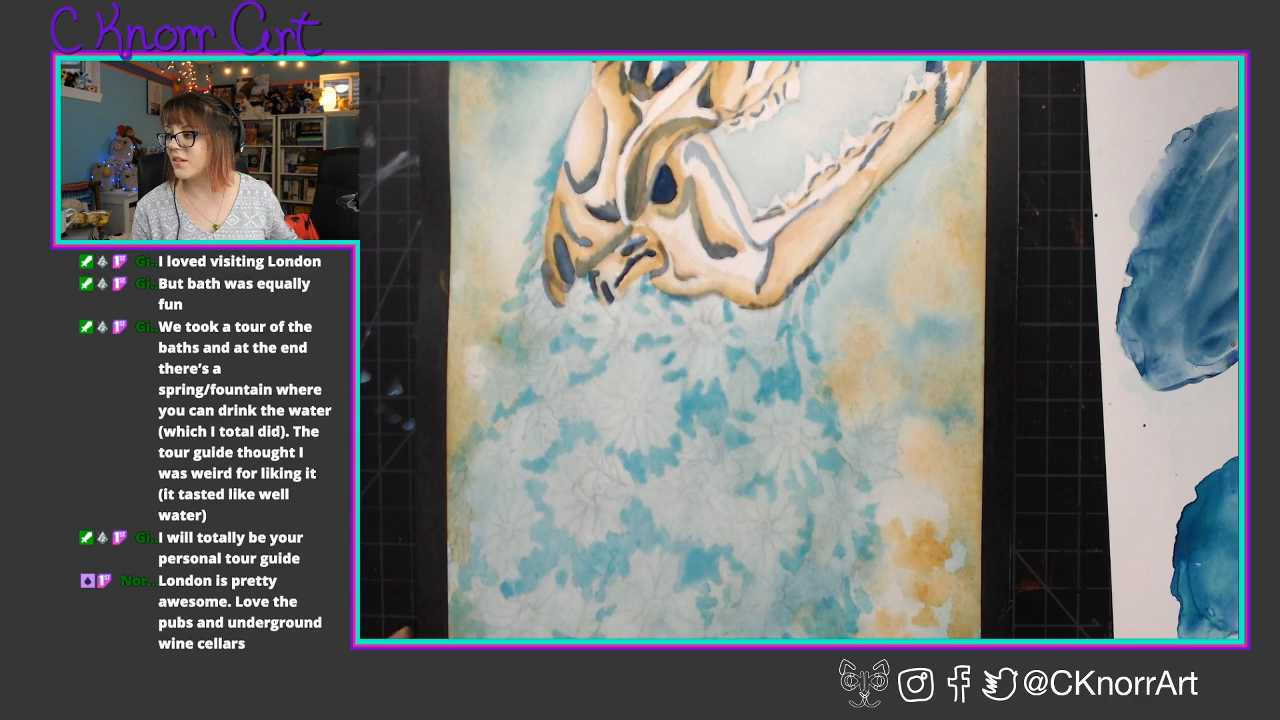 C Knorr Art
Gi.. I loved visiting London
Gi.. But bath was equally
fun
Gi.. We took a tour of the
baths and at the end
there's a
spring/fountain where
you can drink the water
(which I total did). The
tour guide thought I
was weird for liking it
(it tasted like well
water)
Gi.. I will totally be your
personal tour guide
Nor.. London is pretty
awesome. Love the
pubs and underground
wine cellars
@CKnorrArt